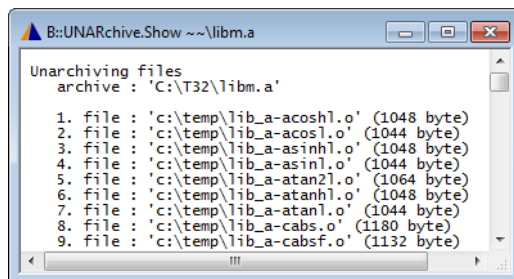 B::UNARchive.Show ~~\libm.a
Unarchiving files
archive : 'C:\T32\libm.a'
1. file : 'c:\temp\lib_a-acoshl.o' (1048 byte)
2. file : 'c:\temp\lib_a-acosl.o' (1044 byte)
3. file : 'c:\temp\lib_a-asinhl.o' (1048 byte)
4. file : 'c:\temp\lib_a-asinl.o' (1044 byte)
5. file : 'c:\temp\lib_a-atan2l.o' (1064 byte)
6. file : 'c:\temp\lib_a-atanhl.o' (1048 byte)
7. file : 'c:\temp\lib_a-atanl.o' (1044 byte)
8. file : 'c:\temp\lib_a-cabs.o' (1180 byte)
9. file : 'c:\temp\lib_a-cabsf.o' (1132 byte)